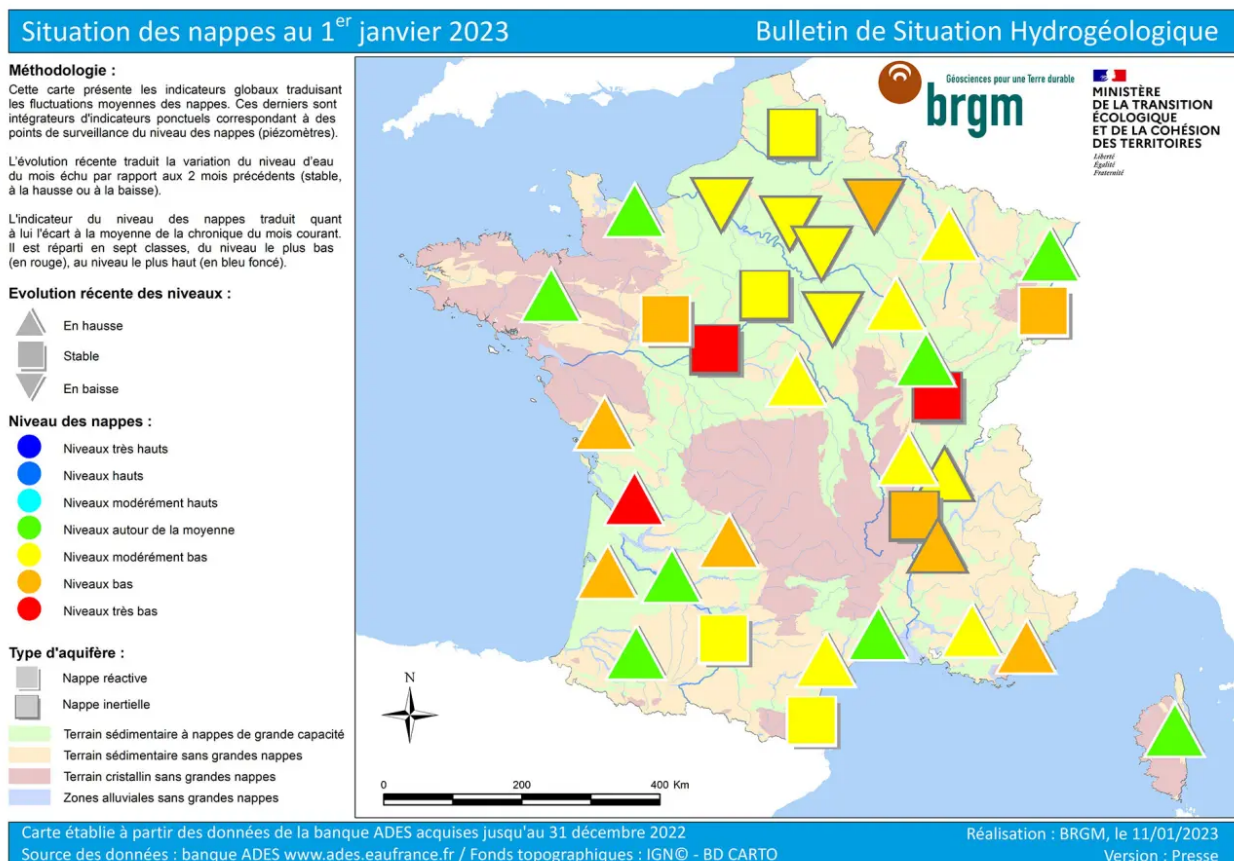 Situation des nappes au 1er janvier 2023
Bulletin de Situation Hydrogéologique
Méthodologie :
Cette carte présente les indicateurs globaux traduisant
les fluctuations moyennes des nappes. Ces derniers sont
intégrateurs d'indicateurs ponctuels correspondant à des
points de surveillance du niveau des nappes (piézomètres).
L'évolution récente traduit la variation du niveau d'eau
du mois échu par rapport aux 2 mois précédents (stable,
à la hausse ou à la baisse).
L'indicateur du niveau des nappes traduit quant
à lui l'écart à la moyenne de la chronique du mois courant.
Il est réparti en sept classes, du niveau le plus bas
(en rouge), au niveau le plus haut (en bleu foncé).
Evolution récente des niveaux :
En hausse
Stable
En baisse
Niveau des nappes :
Niveaux très hauts
Niveaux hauts
Niveaux modérément hauts
Niveaux autour de la moyenne
Niveaux modérément bas
Niveaux bas
Niveaux très bas
Type d'aquifère :
Nappe réactive
Nappe inertielle
Terrain sédimentaire à nappes de grande capacité
Terrain sédimentaire sans grandes nappes
Terrain cristallin sans grandes nappes
Zones alluviales sans grandes nappes
Géosciences pour une Terre durable
brgm
MINISTÈRE
DE LA TRANSITION
ÉCOLOGIQUE
ET DE LA COHÉSION
DES TERRITOIRES
Liberté
Égalité
Fraternité
N
0 200 400 Km
Carte établie à partir des données de la banque ADES acquises jusqu'au 31 décembre 2022
Source des données : banque ADES www.ades.eaufrance.fr / Fonds topographiques : IGN© - BD CARTO
Réalisation : BRGM, le 11/01/2023
Version : Presse